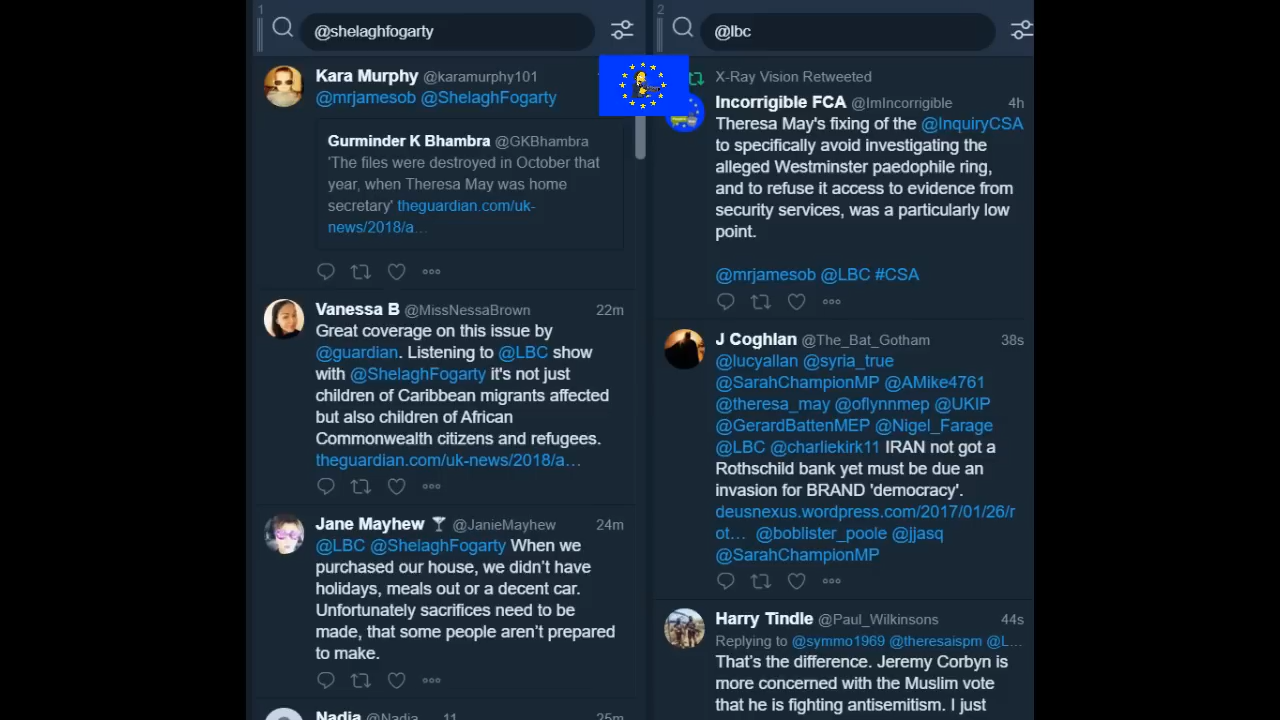 1
@shelaghfogarty
Kara Murphy @karamurphy101
@mrjamesob @ShelaghFogarty
Gurminder K Bhambra @GKBhambra
'The files were destroyed in October that
year, when Theresa May was home
secretary' theguardian.com/uk-
news/2018/a…
Vanessa B @MissNessaBrown 22m
Great coverage on this issue by
@guardian. Listening to @LBC show
with @ShelaghFogarty it's not just
children of Caribbean migrants affected
but also children of African
Commonwealth citizens and refugees.
theguardian.com/uk-news/2018/a…
Jane Mayhew @JanieMayhew 24m
@LBC @ShelaghFogarty When we
purchased our house, we didn't have
holidays, meals out or a decent car.
Unfortunately sacrifices need to be
made, that some people aren't prepared
to make.
Nadia @Nadia__11 25m
2
@lbc
X-Ray Vision Retweeted
Incorrigible FCA @ImIncorrigible 4h
Theresa May's fixing of the @InquiryCSA
to specifically avoid investigating the
alleged Westminster paedophile ring,
and to refuse it access to evidence from
security services, was a particularly low
point.
@mrjamesob @LBC #CSA
J Coghlan @The_Bat_Gotham 38s
@lucyallan @syria_true
@SarahChampionMP @AMike4761
@theresa_may @oflynnmep @UKIP
@GerardBattenMEP @Nigel_Farage
@LBC @charliekirk11 IRAN not got a
Rothschild bank yet must be due an
invasion for BRAND 'democracy'.
deusnexus.wordpress.com/2017/01/26/r
ot… @boblister_poole @jjasq
@SarahChampionMP
Harry Tindle @Paul_Wilkinsons 44s
Replying to @symmo1969 @theresaispm @L...
That's the difference. Jeremy Corbyn is
more concerned with the Muslim vote
that he is fighting antisemitism. I just